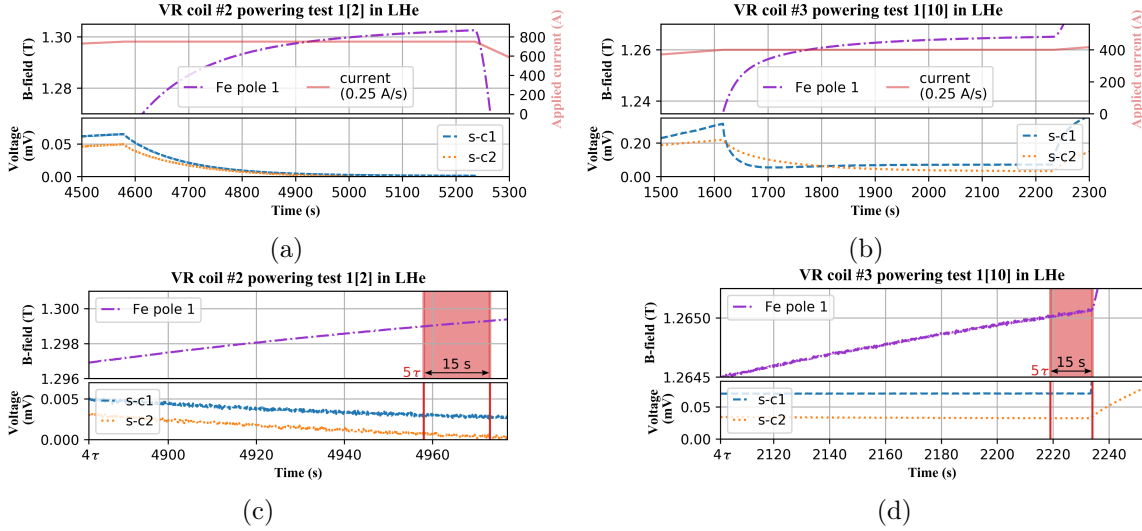 VR coil #2 powering test 1[2] in LHe
B-field (T)
1.30
1.28
Fe pole 1
current
(0.25 A/s)
800
600
400
200
0
Applied current (A)
Voltage
(mV)
0.05
0.00
s-c1
s-c2
4500 4600 4700 4800 4900 5000 5100 5200 5300
Time (s)
(a)
VR coil #3 powering test 1[10] in LHe
B-field (T)
1.26
1.24
Fe pole 1
current
(0.25 A/s)
400
200
0
Applied current (A)
Voltage
(mV)
0.20
0.00
s-c1
s-c2
1500 1600 1700 1800 1900 2000 2100 2200 2300
Time (s)
(b)
VR coil #2 powering test 1[2] in LHe
B-field (T)
1.300
1.298
1.296
Fe pole 1
5τ
15 s
Voltage
(mV)
0.005
0.000
s-c1
s-c2
4τ 4900 4920 4940 4960
Time (s)
(c)
VR coil #3 powering test 1[10] in LHe
B-field (T)
1.2650
1.2645
Fe pole 1
5τ
15 s
Voltage
(mV)
0.05
0.00
s-c1
s-c2
4τ 2120 2140 2160 2180 2200 2220 2240
Time (s)
(d)